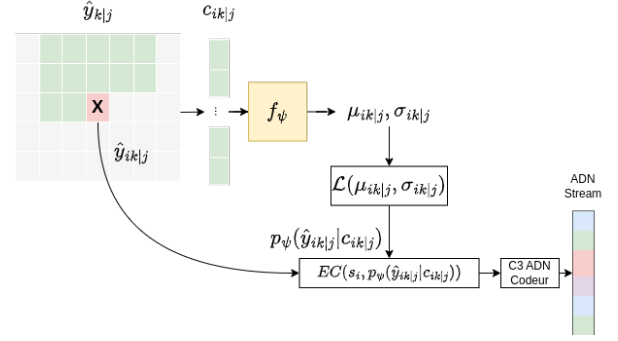 ŷ_{k|j}
c_{ik|j}
X
⋮
f_ψ
μ_{ik|j}, σ_{ik|j}
ŷ_{ik|j}
ℒ(μ_{ik|j}, σ_{ik|j})
p_ψ(ŷ_{ik|j}|c_{ik|j})
EC(s_i, p_ψ(ŷ_{ik|j}|c_{ik|j}))
C3 ADN
Codeur
ADN
Stream